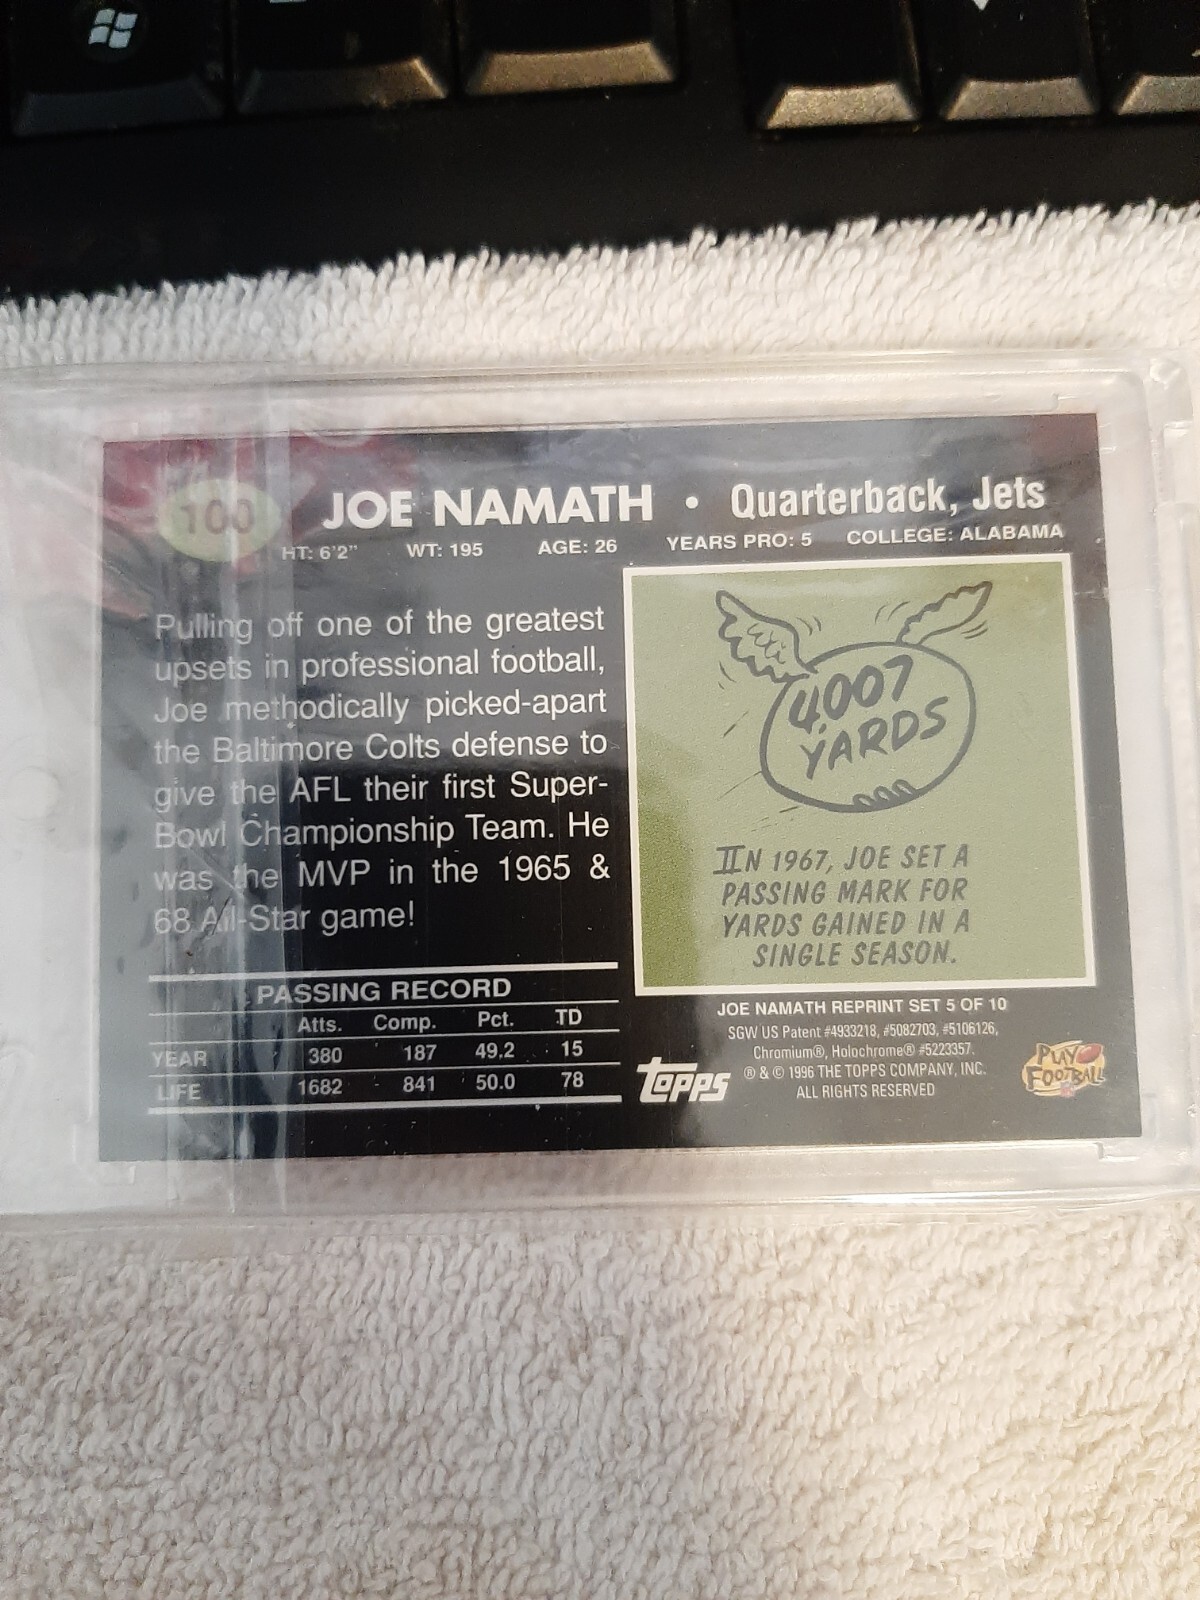 100 JOE NAMATH • Quarterback, Jets
HT: 6'2" WT: 195 AGE: 26 YEARS PRO: 5 COLLEGE: ALABAMA
Pulling off one of the greatest
upsets in professional football,
Joe methodically picked-apart
the Baltimore Colts defense to
give the AFL their first Super-
Bowl Championship Team. He
was the MVP in the 1965 &
68 All-Star game!
PASSING RECORD
Atts. Comp. Pct. TD
YEAR 380 187 49.2 15
LIFE 1682 841 50.0 78
4007
YARDS
IN 1967, JOE SET A
PASSING MARK FOR
YARDS GAINED IN A
SINGLE SEASON.
JOE NAMATH REPRINT SET 5 OF 10
SGW US Patent #4933218, #5082703, #5106126,
Chromium®, Holochrome® #5223357.
® & © 1996 THE TOPPS COMPANY, INC.
ALL RIGHTS RESERVED
TOPPS
PLAY
FOOTBALL